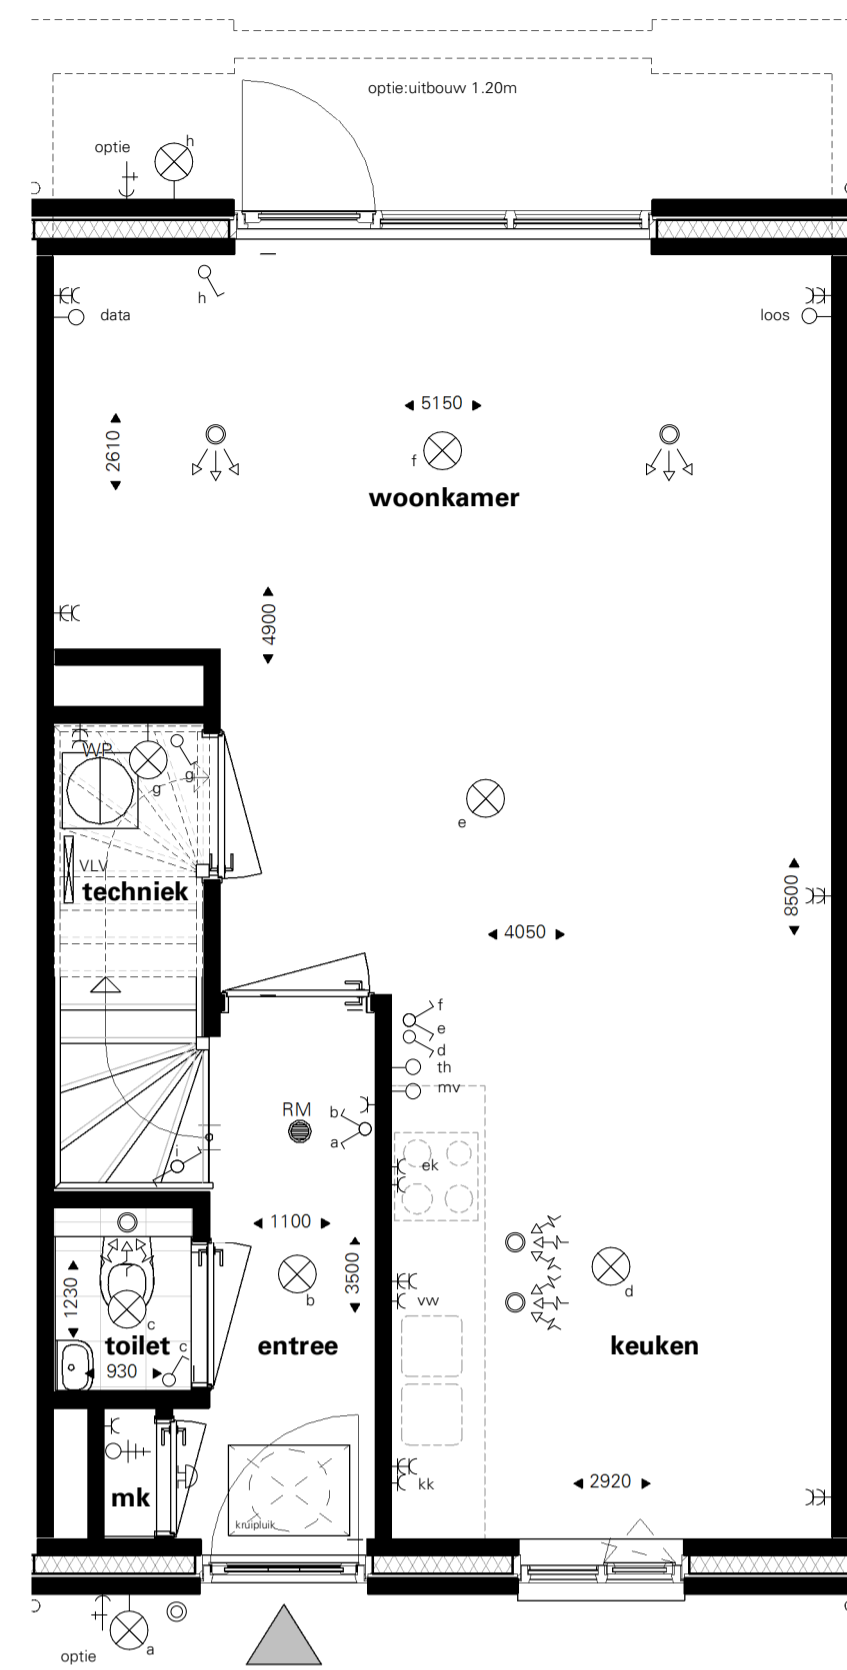 optie:uitbouw 1.20m
h
optie
h
data
loos
5150
2610
f
woonkamer
4900
WP
g
g
e
VLV
techniek
8500
4050
f
e
d
th
mv
RM
b
a
i
ek
1100
3500
1230
b
c
vw
d
toilet
c
entree
keuken
930
mk
kk
2920
kruipluik
a
optie